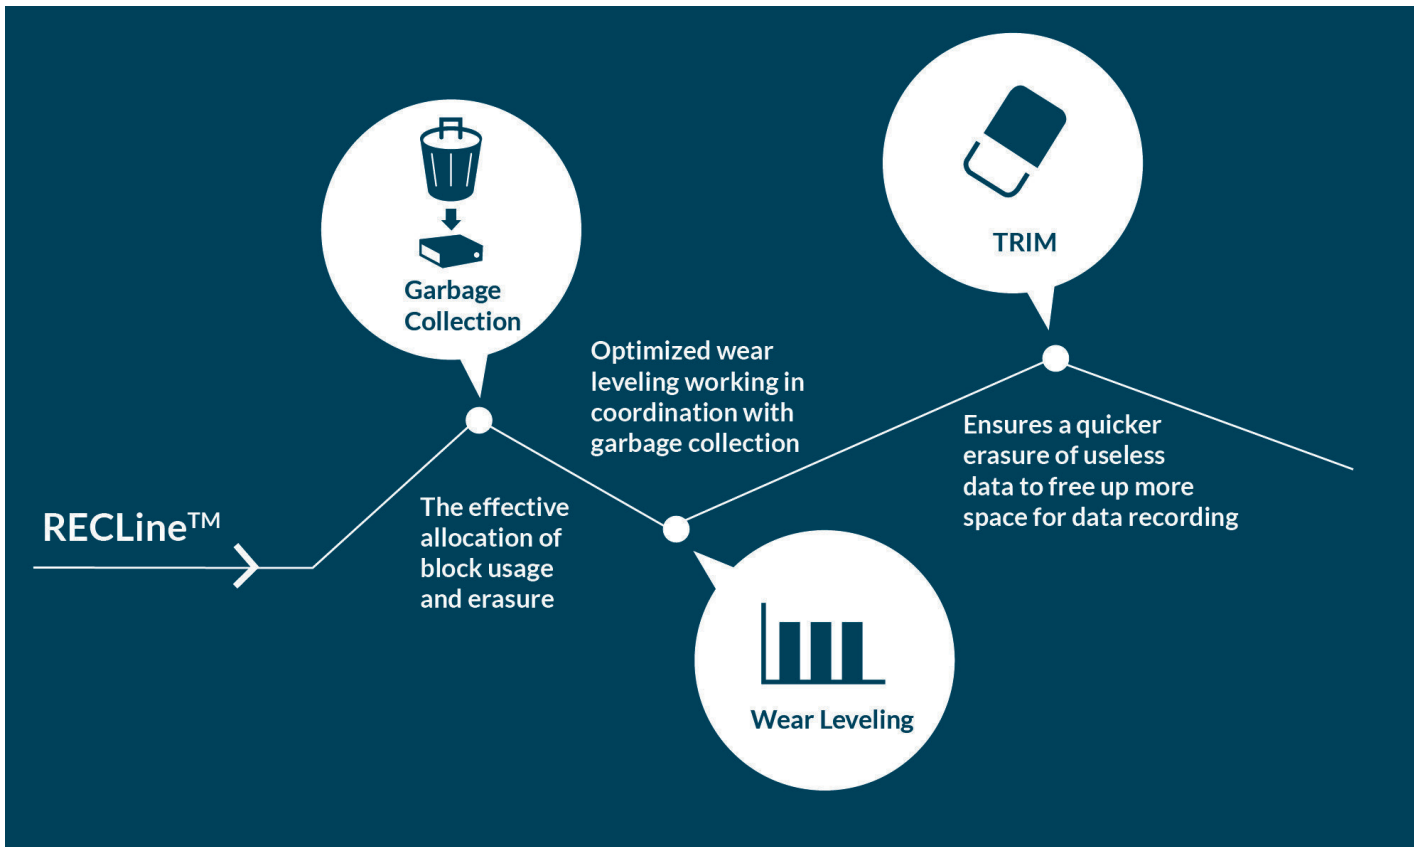 RECLine™
Garbage
Collection
The effective
allocation of
block usage
and erasure
Optimized wear
leveling working in
coordination with
garbage collection
Wear Leveling
TRIM
Ensures a quicker
erasure of useless
data to free up more
space for data recording